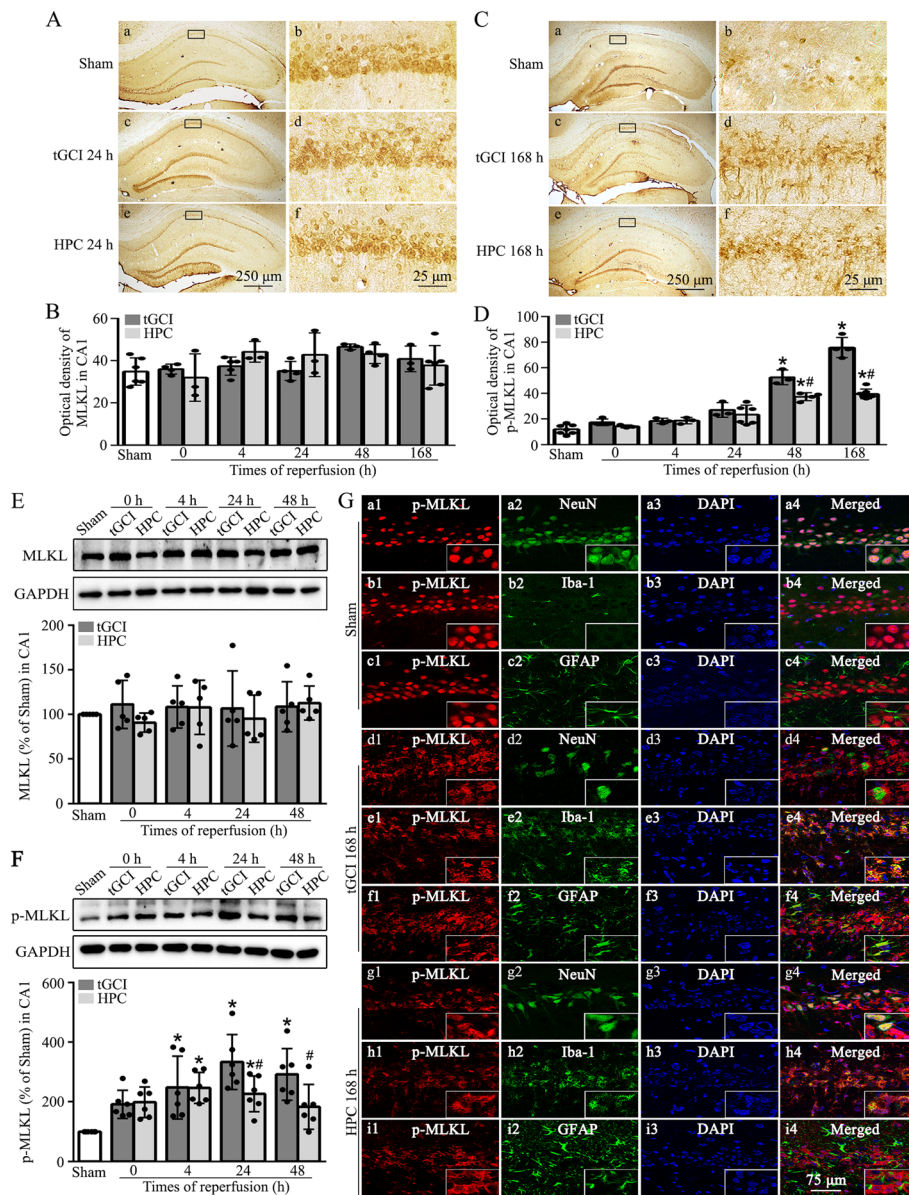 A
a
b
Sham
c
d
tGCI 24 h
e
f
HPC 24 h
250 μm
25 μm
C
a
b
Sham
c
d
tGCI 168 h
e
f
HPC 168 h
250 μm
25 μm
B
tGCI
HPC
Optical density of
MLKL in CA1
60
40
20
0
Sham
0
4
24
48
168
Times of reperfusion (h)
D
tGCI
HPC
Optical density of
p-MLKL in CA1
100
80
60
40
20
0
*
*#
*
*#
Sham
0
4
24
48
168
Times of reperfusion (h)
E
0 h
4 h
24 h
48 h
Sham
tGCI
HPC
tGCI
HPC
tGCI
HPC
tGCI
HPC
MLKL
GAPDH
tGCI
HPC
MLKL (% of Sham) in CA1
200
150
100
50
0
Sham
0
4
24
48
Times of reperfusion (h)
F
0 h
4 h
24 h
48 h
Sham
tGCI
HPC
tGCI
HPC
tGCI
HPC
tGCI
HPC
p-MLKL
GAPDH
tGCI
HPC
p-MLKL (% of Sham) in CA1
600
400
200
0
*
*
*
*#
*
#
Sham
0
4
24
48
Times of reperfusion (h)
G
Sham
a1 p-MLKL
a2 NeuN
a3 DAPI
a4 Merged
b1 p-MLKL
b2 Iba-1
b3 DAPI
b4 Merged
c1 p-MLKL
c2 GFAP
c3 DAPI
c4 Merged
tGCI 168 h
d1 p-MLKL
d2 NeuN
d3 DAPI
d4 Merged
e1 p-MLKL
e2 Iba-1
e3 DAPI
e4 Merged
f1 p-MLKL
f2 GFAP
f3 DAPI
f4 Merged
HPC 168 h
g1 p-MLKL
g2 NeuN
g3 DAPI
g4 Merged
h1 p-MLKL
h2 Iba-1
h3 DAPI
h4 Merged
i1 p-MLKL
i2 GFAP
i3 DAPI
i4 Merged
75 μm